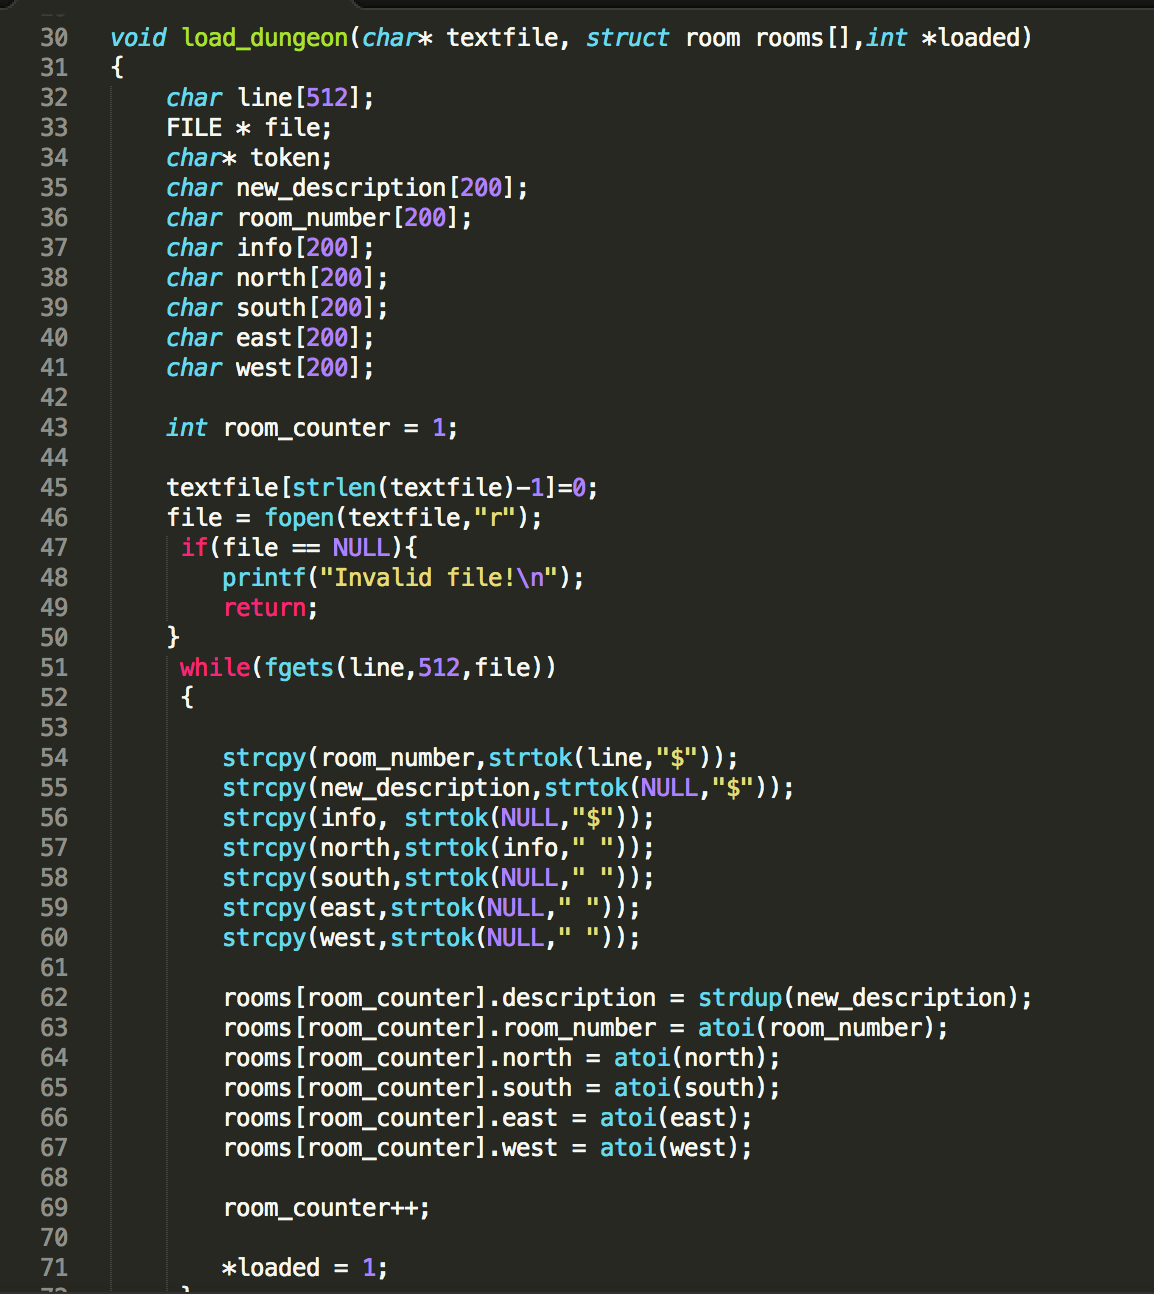 30 void load_dungeon(char* textfile, struct room rooms[],int *loaded)
31 {
32 char line[512];
33 FILE * file;
34 char* token;
35 char new_description[200];
36 char room_number[200];
37 char info[200];
38 char north[200];
39 char south[200];
40 char east[200];
41 char west[200];
42
43 int room_counter = 1;
44
45 textfile[strlen(textfile)-1]=0;
46 file = fopen(textfile,"r");
47 if(file == NULL){
48 printf("Invalid file!\n");
49 return;
50 }
51 while(fgets(line,512,file))
52 {
53
54 strcpy(room_number,strtok(line,"$"));
55 strcpy(new_description,strtok(NULL,"$"));
56 strcpy(info, strtok(NULL,"$"));
57 strcpy(north,strtok(info," "));
58 strcpy(south,strtok(NULL," "));
59 strcpy(east,strtok(NULL," "));
60 strcpy(west,strtok(NULL," "));
61
62 rooms[room_counter].description = strdup(new_description);
63 rooms[room_counter].room_number = atoi(room_number);
64 rooms[room_counter].north = atoi(north);
65 rooms[room_counter].south = atoi(south);
66 rooms[room_counter].east = atoi(east);
67 rooms[room_counter].west = atoi(west);
68
69 room_counter++;
70
71 *loaded = 1;